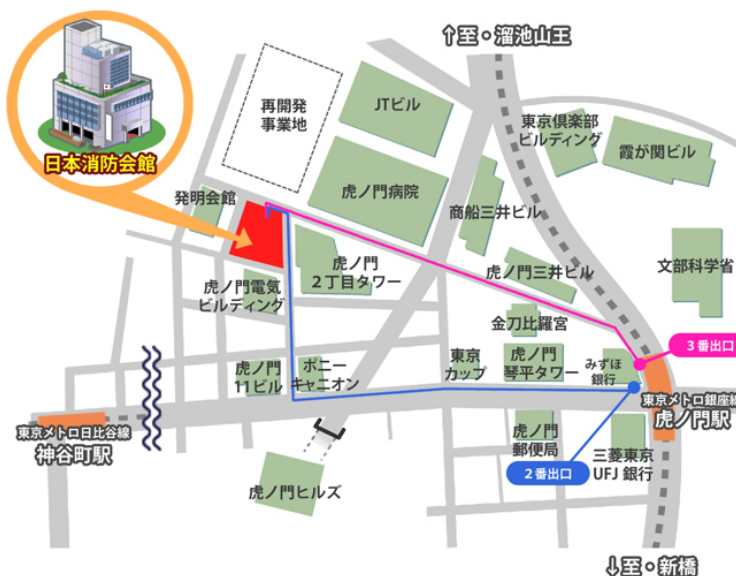 ↑至・溜池山王
再開発
事業地
JTビル
東京倶楽部
ビルディング
霞が関ビル
日本消防会館
発明会館
虎ノ門病院
商船三井ビル
虎ノ門
2丁目タワー
虎ノ門三井ビル
文部科学省
虎ノ門電気
ビルディング
金刀比羅宮
3番出口
虎ノ門
11ビル
ポニー
キャニオン
東京
カップ
虎ノ門
琴平タワー
みずほ
銀行
東京メトロ銀座線
虎ノ門駅
東京メトロ日比谷線
神谷町駅
虎ノ門
郵便局
三菱東京
UFJ銀行
2番出口
虎ノ門ヒルズ
↓至・新橋